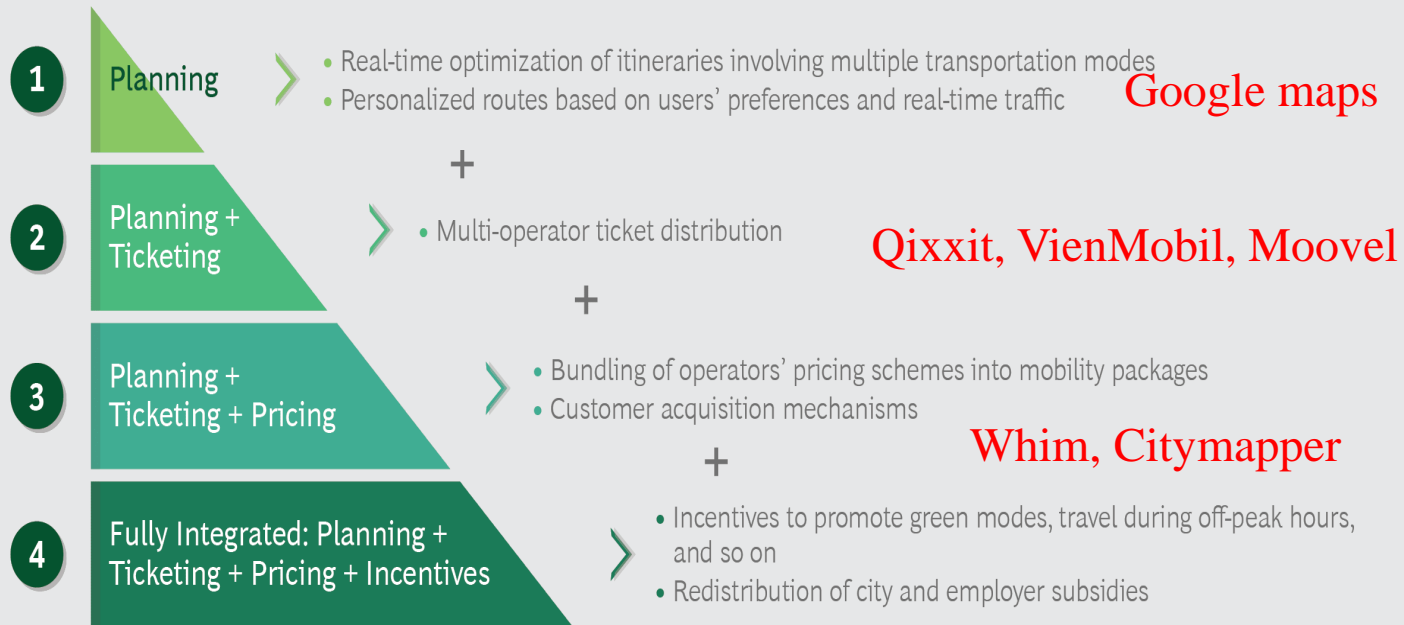 1
Planning
• Real-time optimization of itineraries involving multiple transportation modes
• Personalized routes based on users’ preferences and real-time traffic
Google maps
+
2
Planning +
Ticketing
• Multi-operator ticket distribution
Qixxit, VienMobil, Moovel
+
3
Planning +
Ticketing + Pricing
• Bundling of operators’ pricing schemes into mobility packages
• Customer acquisition mechanisms
Whim, Citymapper
+
4
Fully Integrated: Planning +
Ticketing + Pricing + Incentives
• Incentives to promote green modes, travel during off-peak hours,
and so on
• Redistribution of city and employer subsidies